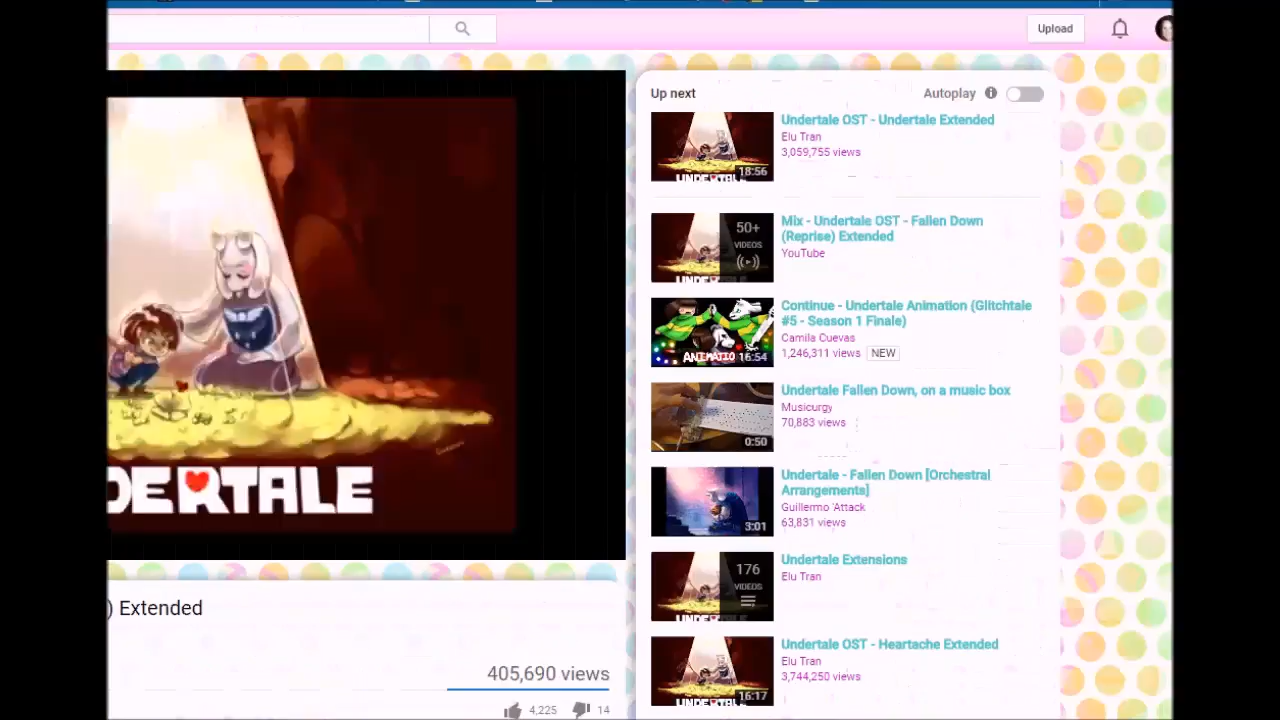 Upload
Up next
Autoplay
Undertale OST - Undertale Extended
Elu Tran
3,059,755 views
18:56
Mix - Undertale OST - Fallen Down
(Reprise) Extended
YouTube
50+
VIDEOS
Continue - Undertale Animation (Glitchtale
#5 - Season 1 Finale)
Camila Cuevas
1,246,311 views NEW
ANIMATIO 16:54
Undertale Fallen Down, on a music box
Musicurgy
70,883 views
0:50
Undertale - Fallen Down [Orchestral
Arrangements]
Guillermo 'Attack
63,831 views
3:01
Undertale Extensions
Elu Tran
176
VIDEOS
Undertale OST - Heartache Extended
Elu Tran
3,744,250 views
16:17
DERTALE
) Extended
405,690 views
4,225 14